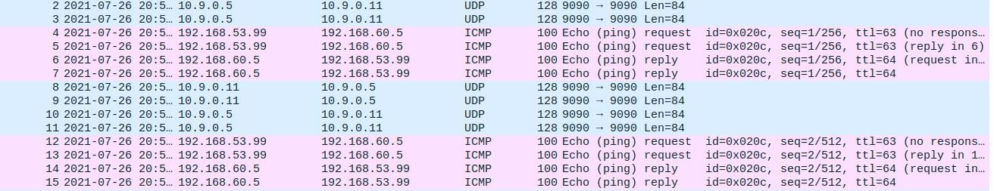 2 2021-07-26 20:5… 10.9.0.5 10.9.0.11 UDP 128 9090 → 9090 Len=84
3 2021-07-26 20:5… 10.9.0.5 10.9.0.11 UDP 128 9090 → 9090 Len=84
4 2021-07-26 20:5… 192.168.53.99 192.168.60.5 ICMP 100 Echo (ping) request id=0x020c, seq=1/256, ttl=63 (no respons…
5 2021-07-26 20:5… 192.168.53.99 192.168.60.5 ICMP 100 Echo (ping) request id=0x020c, seq=1/256, ttl=63 (reply in 6)
6 2021-07-26 20:5… 192.168.60.5 192.168.53.99 ICMP 100 Echo (ping) reply id=0x020c, seq=1/256, ttl=64 (request in…
7 2021-07-26 20:5… 192.168.60.5 192.168.53.99 ICMP 100 Echo (ping) reply id=0x020c, seq=1/256, ttl=64
8 2021-07-26 20:5… 10.9.0.11 10.9.0.5 UDP 128 9090 → 9090 Len=84
9 2021-07-26 20:5… 10.9.0.11 10.9.0.5 UDP 128 9090 → 9090 Len=84
10 2021-07-26 20:5… 10.9.0.5 10.9.0.11 UDP 128 9090 → 9090 Len=84
11 2021-07-26 20:5… 10.9.0.5 10.9.0.11 UDP 128 9090 → 9090 Len=84
12 2021-07-26 20:5… 192.168.53.99 192.168.60.5 ICMP 100 Echo (ping) request id=0x020c, seq=2/512, ttl=63 (no respons…
13 2021-07-26 20:5… 192.168.53.99 192.168.60.5 ICMP 100 Echo (ping) request id=0x020c, seq=2/512, ttl=63 (reply in 1…
14 2021-07-26 20:5… 192.168.60.5 192.168.53.99 ICMP 100 Echo (ping) reply id=0x020c, seq=2/512, ttl=64 (request in…
15 2021-07-26 20:5… 192.168.60.5 192.168.53.99 ICMP 100 Echo (ping) reply id=0x020c, seq=2/512, ttl=64